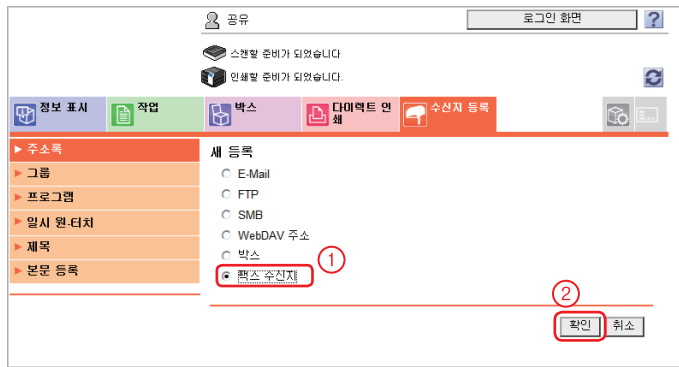 공유
로그인 화면
?
스캔할 준비가 되었습니다
인쇄할 준비가 되었습니다.
정보 표시
작업
박스
다이렉트 인
쇄
수신지 등록
주소록
그룹
프로그램
일시 원-터치
제목
본문 등록
새 등록
E-Mail
FTP
SMB
WebDAV 주소
박스
팩스 수신지
1
2
확인
취소